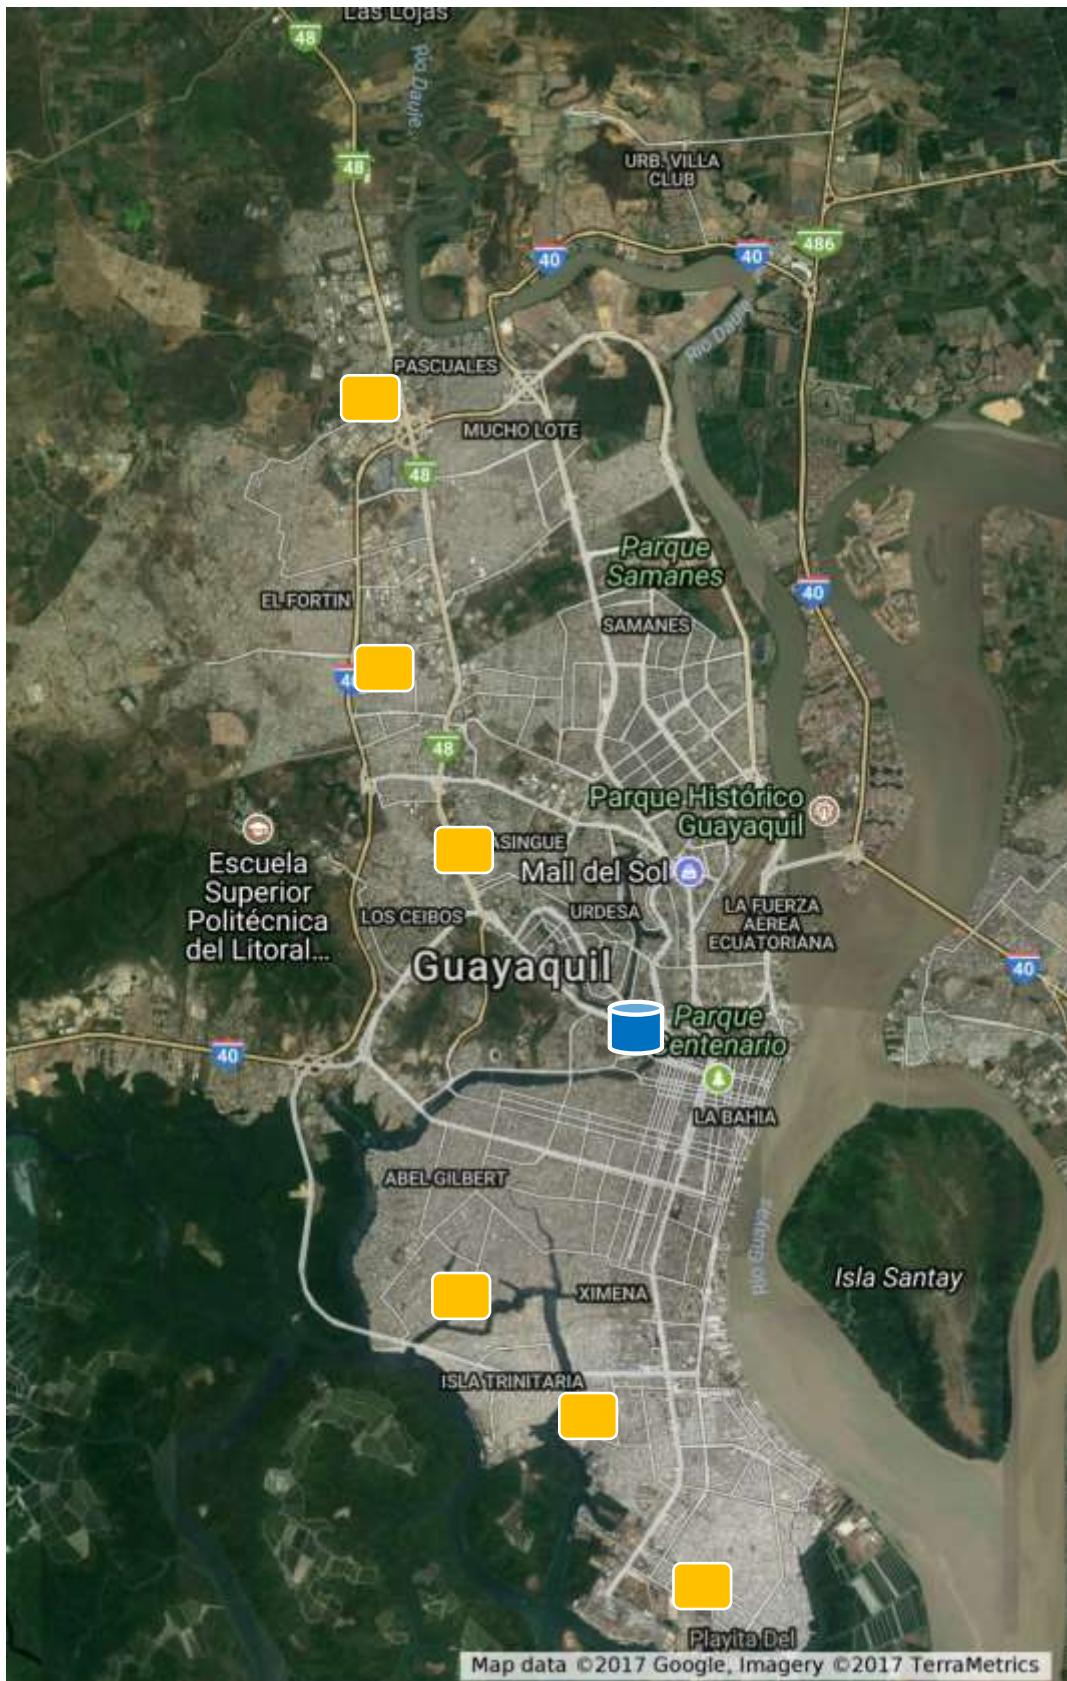 Las Lojas
48
Río Daule
48
URB. VILLA
CLUB
40
40
486
Río Daule
PASCUALES
MUCHO LOTE
48
Parque
Samanes
40
EL FORTIN
SAMANES
48
Parque Histórico
Guayaquil
ASINGUE
Mall del Sol
Escuela
Superior
Politécnica
del Litoral...
LOS CEIBOS
URDESA
LA FUERZA
AEREA
ECUATORIANA
Guayaquil
40
Parque
Centenario
40
LA BAHIA
ABEL GILBERT
Río Guayas
Isla Santay
XIMENA
ISLA TRINITARIA
Playita Del
Map data ©2017 Google, Imagery ©2017 TerraMetrics